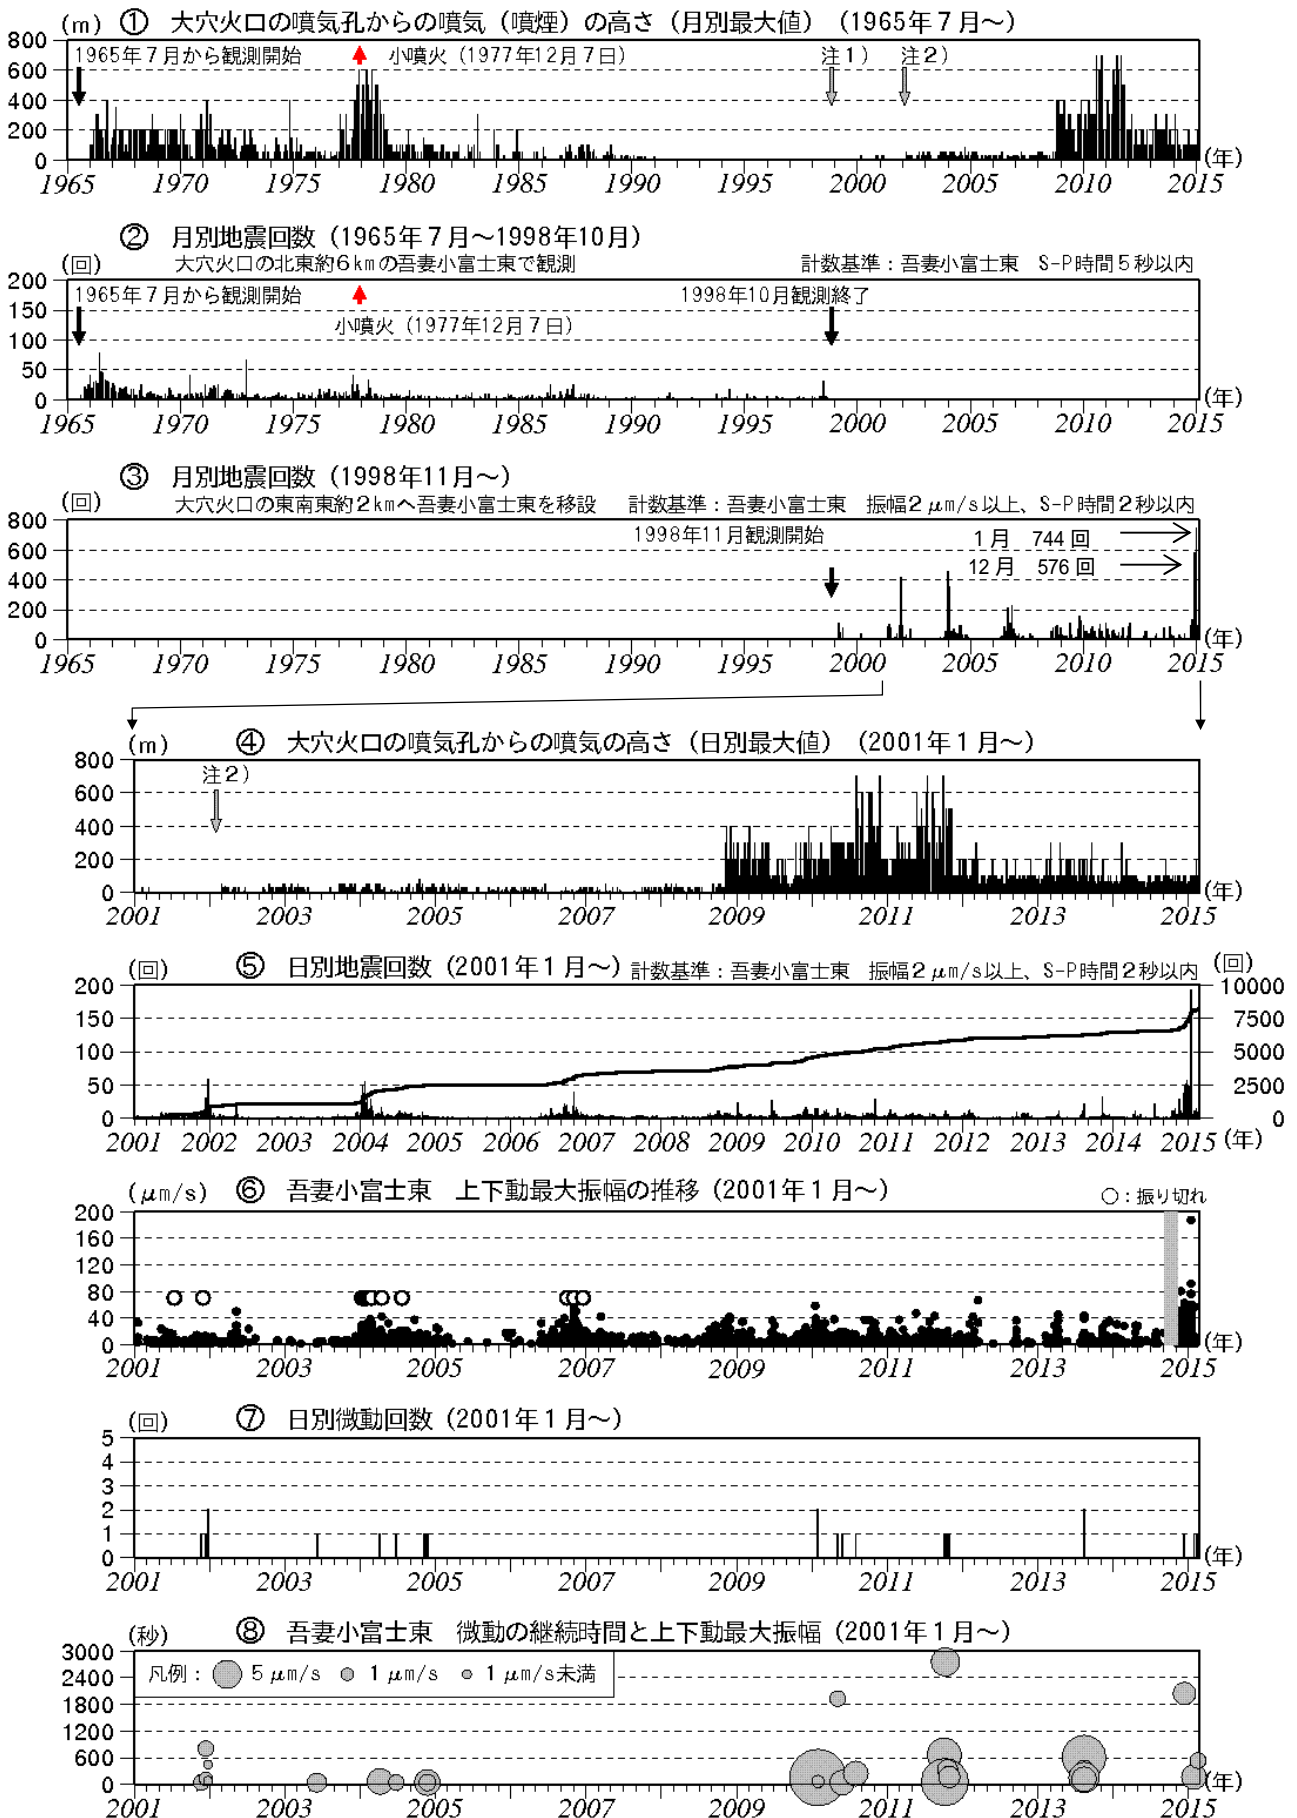 (m) ① 大穴火口の噴気孔からの噴気（噴煙）の高さ（月別最大値）（1965年７月～）
800
600
400
200
0
1965年７月から観測開始
小噴火（1977年12月７日）
注１）
注２）
1965 1970 1975 1980 1985 1990 1995 2000 2005 2010 2015 (年)
② 月別地震回数（1965年７月～1998年10月）
(回) 大穴火口の北東約６kmの吾妻小富士東で観測 計数基準：吾妻小富士東 S-P時間５秒以内
200
150
100
50
0
1965年７月から観測開始
小噴火（1977年12月７日）
1998年10月観測終了
1965 1970 1975 1980 1985 1990 1995 2000 2005 2010 2015 (年)
③ 月別地震回数（1998年11月～）
(回) 大穴火口の東南東約２kmへ吾妻小富士東を移設 計数基準：吾妻小富士東 振幅２μm/s以上、S-P時間２秒以内
800
600
400
200
0
1998年11月観測開始
１月 744 回
12月 576 回
1965 1970 1975 1980 1985 1990 1995 2000 2005 2010 2015 (年)
(m) ④ 大穴火口の噴気孔からの噴気の高さ（日別最大値）（2001年１月～）
800
600
400
200
0
注２）
2001 2003 2005 2007 2009 2011 2013 2015 (年)
(回) ⑤ 日別地震回数（2001年１月～） 計数基準：吾妻小富士東 振幅２μm/s以上、S-P時間２秒以内 (回)
200 10000
150 7500
100 5000
50 2500
0 0
2001 2002 2004 2005 2006 2007 2008 2009 2010 2011 2012 2013 2014 2015 (年)
(μm/s) ⑥ 吾妻小富士東 上下動最大振幅の推移（2001年１月～） ○：振り切れ
200
160
120
80
40
0
2001 2003 2005 2007 2009 2011 2013 2015 (年)
(回) ⑦ 日別微動回数（2001年１月～）
5
4
3
2
1
0
2001 2003 2005 2007 2009 2011 2013 2015 (年)
(秒) ⑧ 吾妻小富士東 微動の継続時間と上下動最大振幅（2001年１月～）
3000
2400
1800
1200
600
0
凡例： ５μm/s １μm/s １μm/s未満
2001 2003 2005 2007 2009 2011 2013 2015 (年)